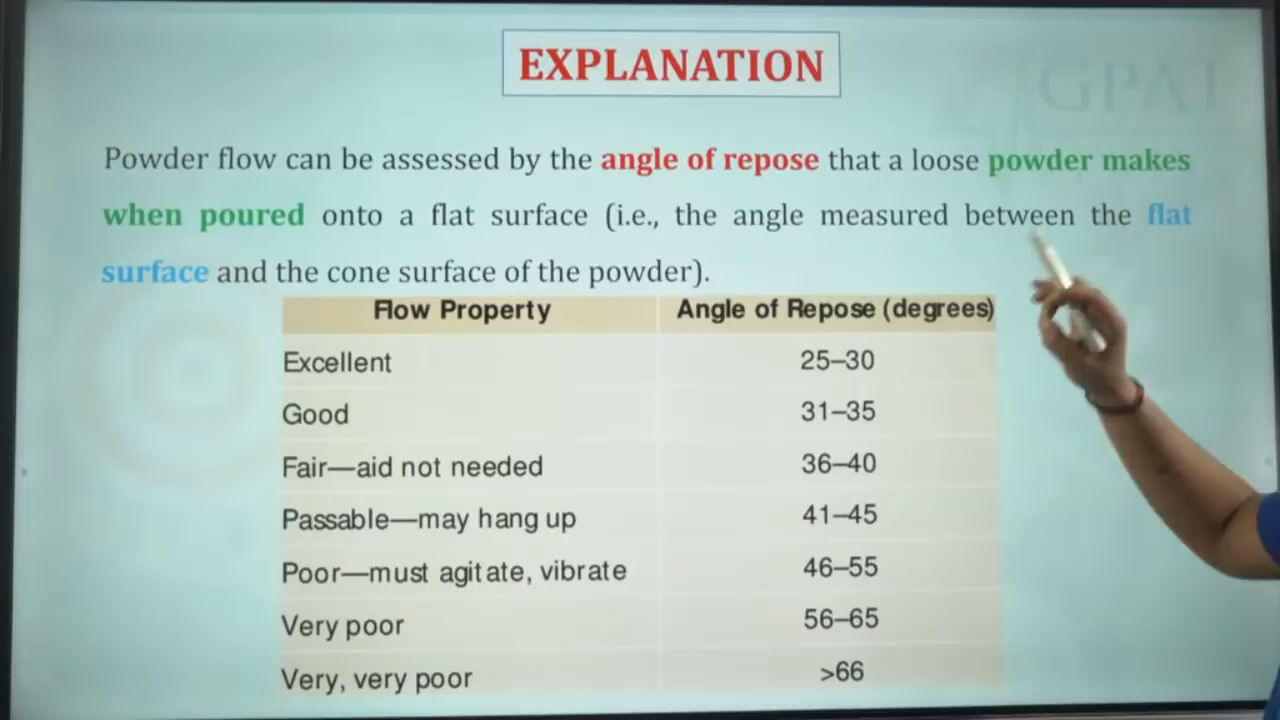 EXPLANATION
GPAT
Powder flow can be assessed by the angle of repose that a loose powder makes
when poured onto a flat surface (i.e., the angle measured between the flat
surface and the cone surface of the powder).
Flow Property Angle of Repose (degrees)
Excellent 25–30
Good 31–35
Fair—aid not needed 36–40
Passable—may hang up 41–45
Poor—must agitate, vibrate 46–55
Very poor 56–65
Very, very poor >66